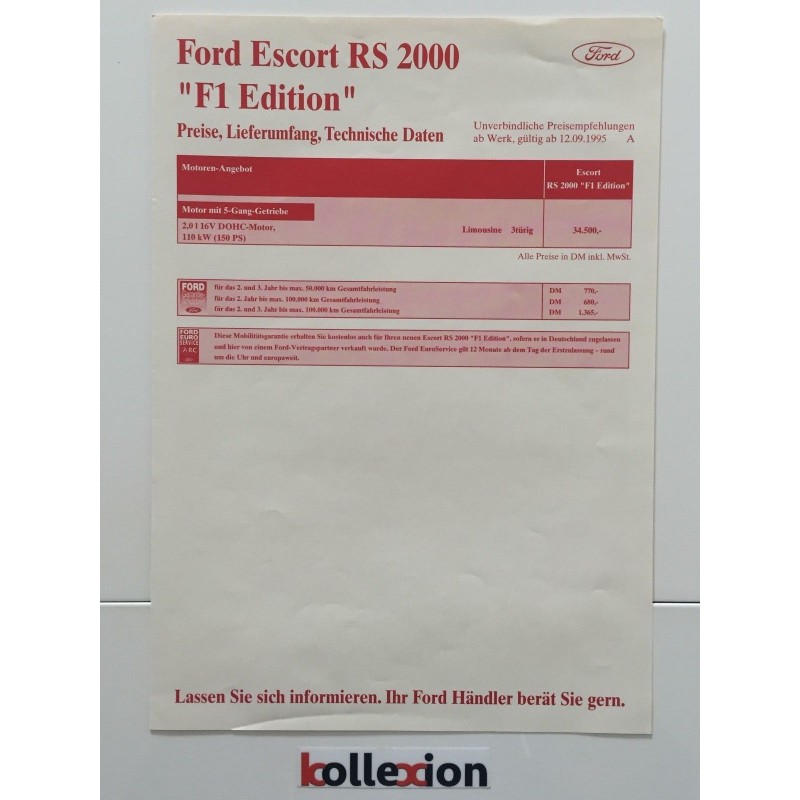 Ford Escort RS 2000
"F1 Edition"
Ford
Preise, Lieferumfang, Technische Daten
Unverbindliche Preisempfehlungen
ab Werk, gültig ab 12.09.1995 A
Motoren-Angebot
Escort
RS 2000 "F1 Edition"
Motor mit 5-Gang-Getriebe
2,0 l 16V DOHC-Motor,
110 kW (150 PS)
Limousine 3türig 34.500,-
Alle Preise in DM inkl. MwSt.
FORD
für das 2. und 3. Jahr bis max. 50.000 km Gesamtfahrleistung DM 770,-
für das 2. Jahr bis max. 100.000 km Gesamtfahrleistung DM 680,-
für das 2. und 3. Jahr bis max. 100.000 km Gesamtfahrleistung DM 1.365,-
FORD
EURO
SERVICE
Diese Mobilitätsgarantie erhalten Sie kostenlos auch für Ihren neuen Escort RS 2000 "F1 Edition", sofern er in Deutschland zugelassen
und hier von einem Ford-Vertragspartner verkauft wurde. Der Ford EuroService gilt 12 Monate ab dem Tag der Erstzulassung – rund
um die Uhr und europaweit.
Lassen Sie sich informieren. Ihr Ford Händler berät Sie gern.
kollexion